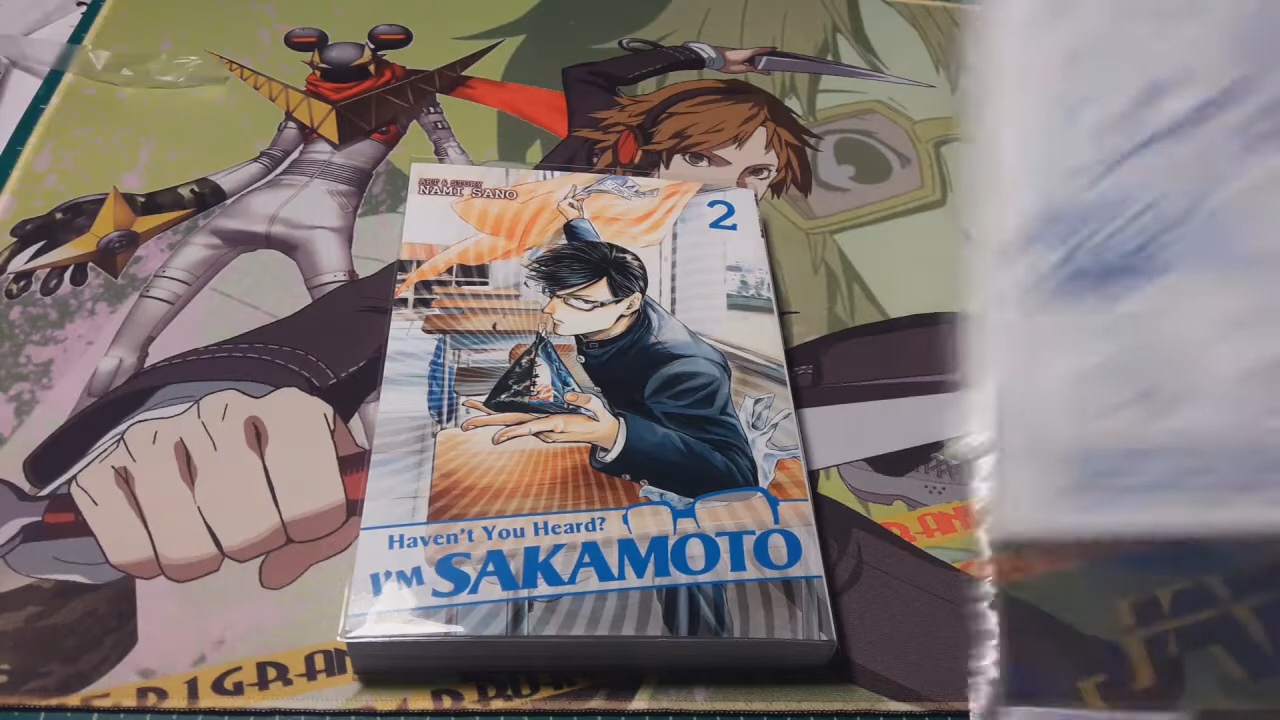 ART & STORY
NAMI SANO
2
Haven't You Heard?
I'M SAKAMOTO